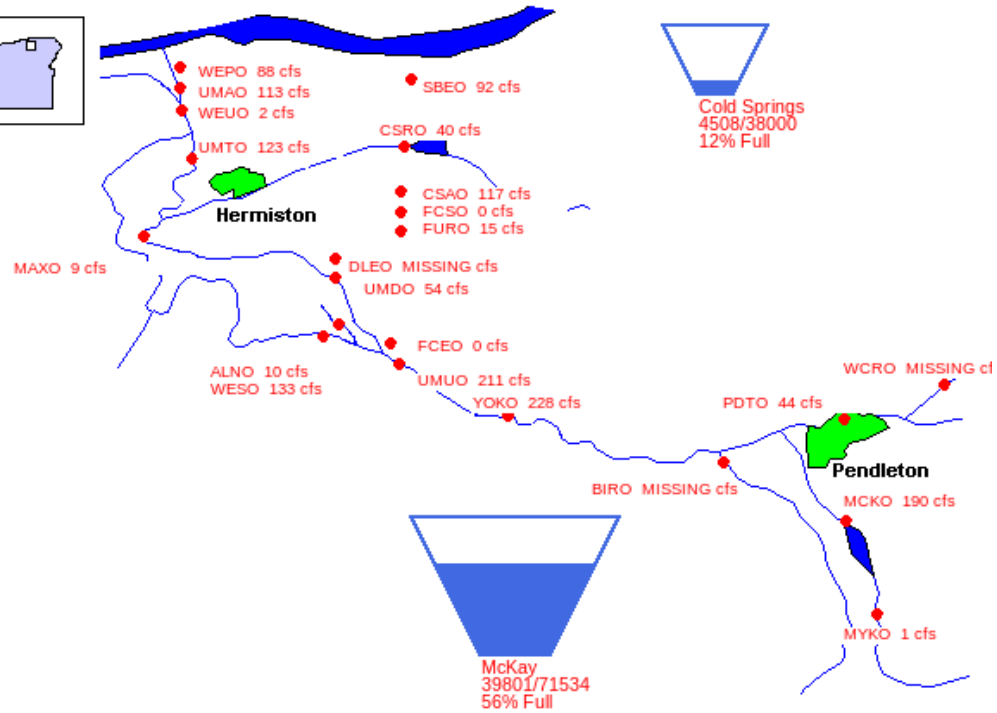 WEPO 88 cfs
UMAO 113 cfs
WEUO 2 cfs
SBEO 92 cfs
Cold Springs
4508/38000
12% Full
CSRO 40 cfs
UMTO 123 cfs
CSAO 117 cfs
FCSO 0 cfs
FURO 15 cfs
Hermiston
MAXO 9 cfs
DLEO MISSING cfs
UMDO 54 cfs
FCEO 0 cfs
ALNO 10 cfs
WESO 133 cfs
UMUO 211 cfs
YOKO 228 cfs
WCRO MISSING cf
PDTO 44 cfs
Pendleton
BIRO MISSING cfs
MCKO 190 cfs
MYKO 1 cfs
McKay
39801/71534
56% Full